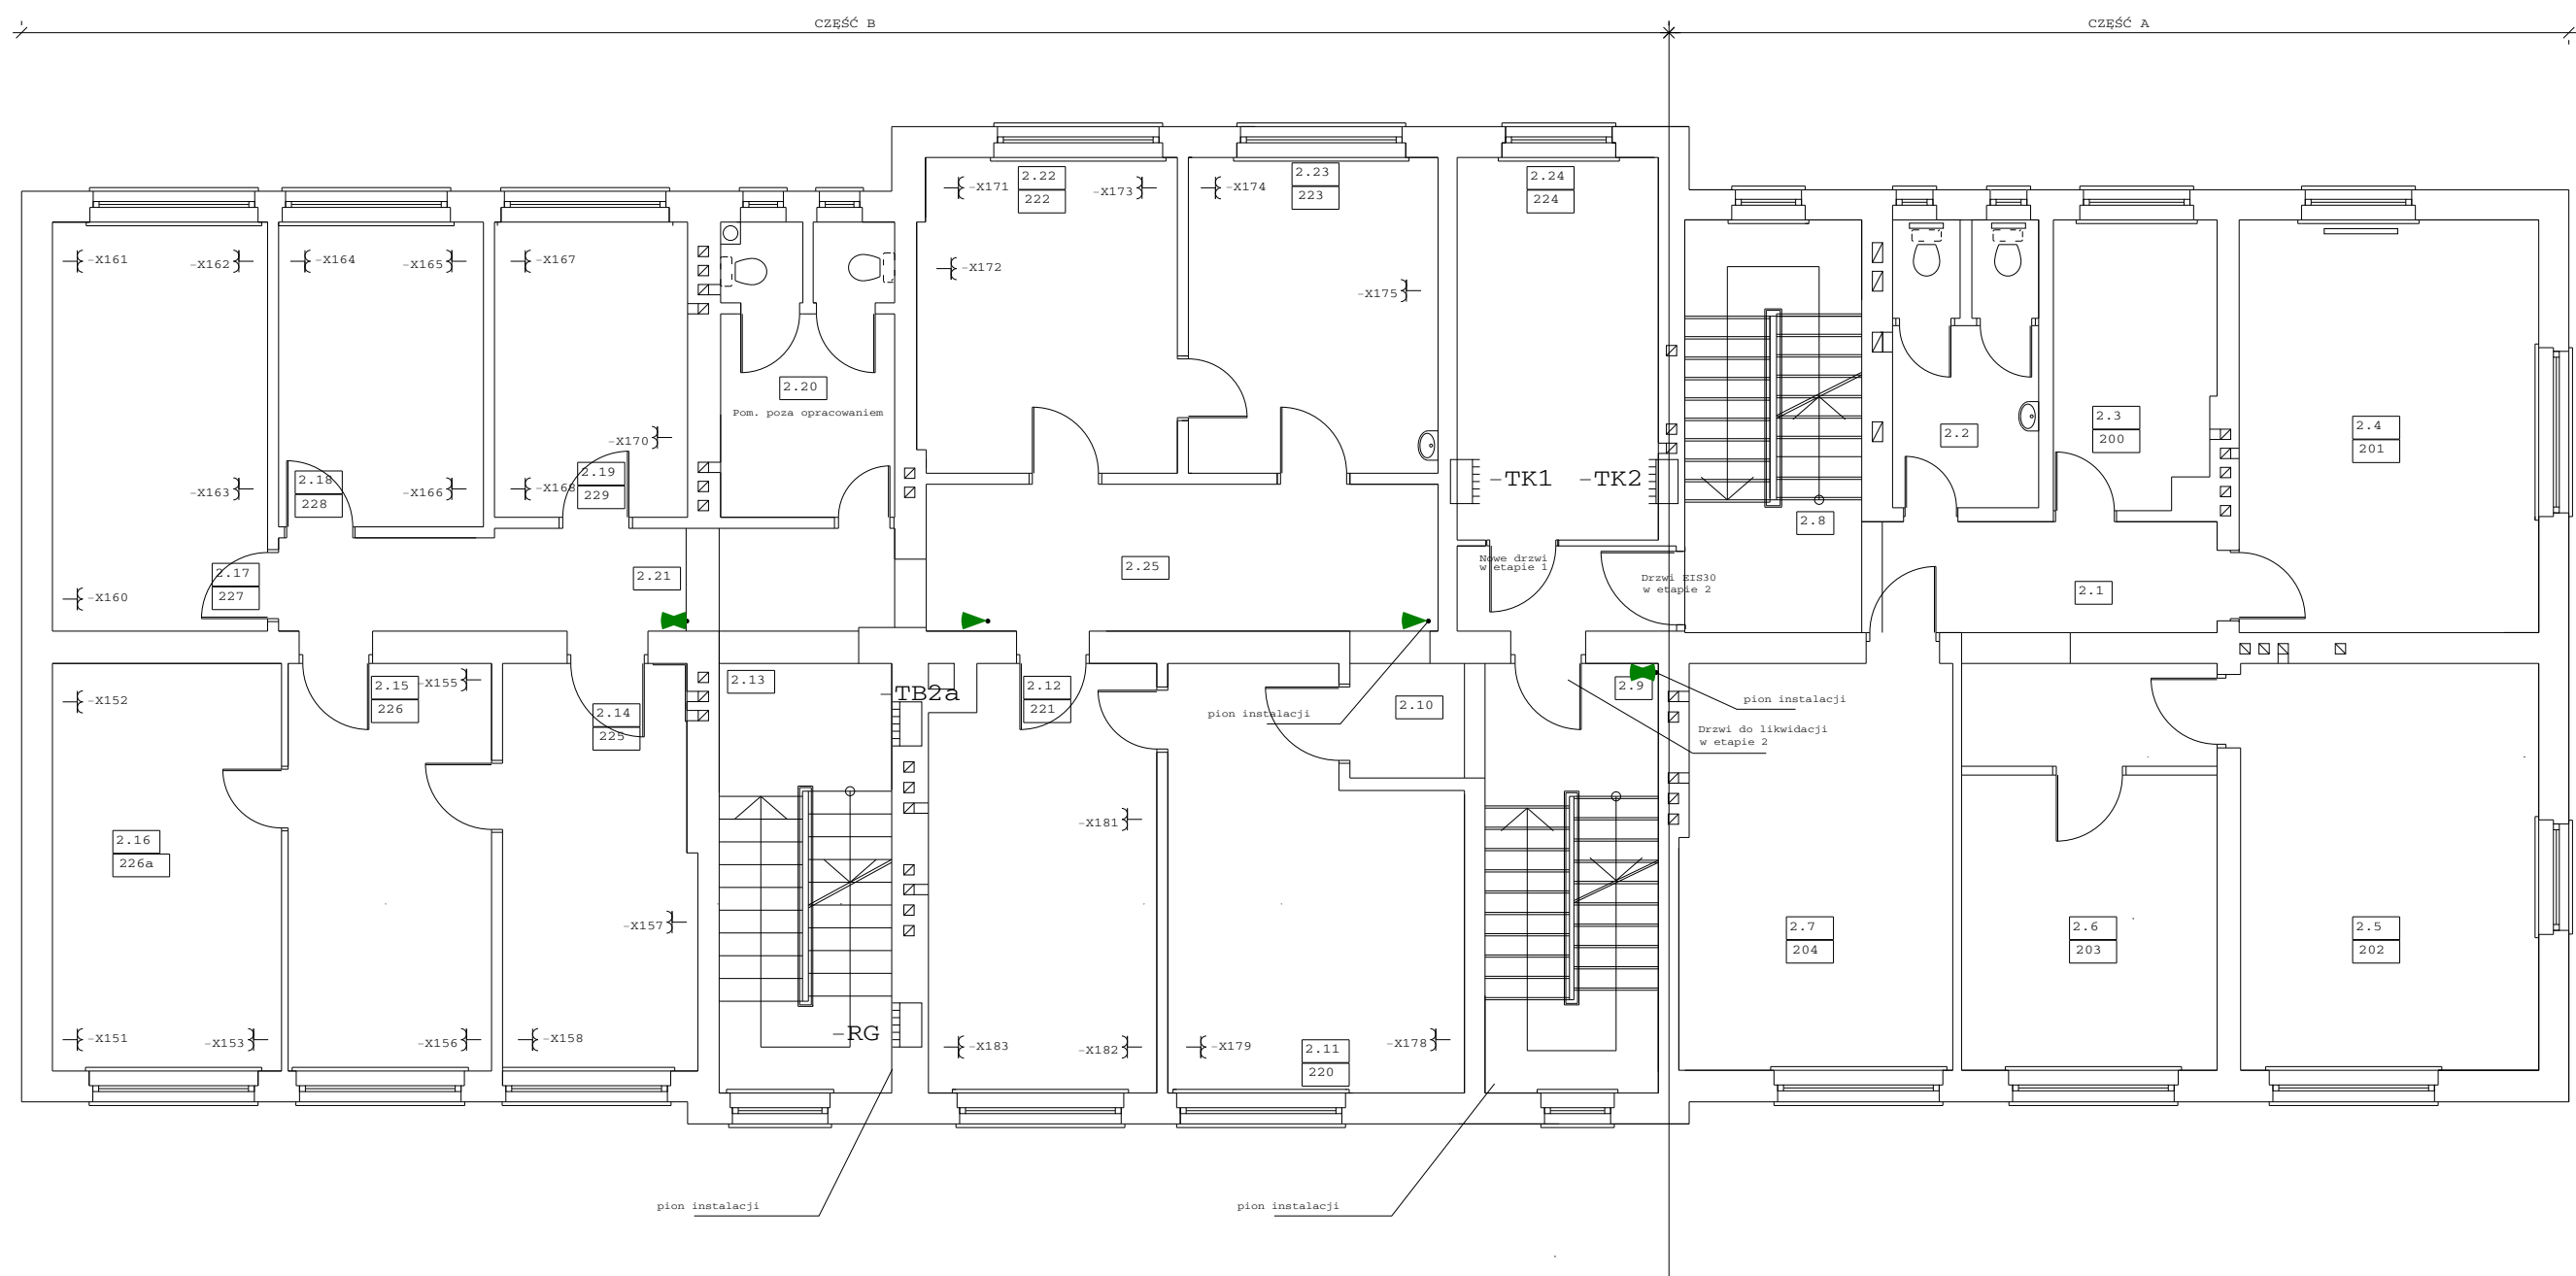 CZĘŚĆ B
CZĘŚĆ A
-X171
2.22
222
-X173
-X174
2.23
223
2.24
224
-X161
-X162
-X164
-X165
-X167
-X172
-X175
2.20
Pom. poza opracowaniem
-X170
2.2
2.3
200
2.4
201
-X163
2.18
228
-X166
-X168
2.19
229
-TK1
-TK2
2.8
2.17
227
-X160
2.21
2.25
Nowe drzwi
w etapie 1
Drzwi EIS30
w etapie 2
2.1
-X152
2.15
226
-X155
2.14
225
2.13
-TB2a
2.12
221
pion instalacji
2.10
2.9
pion instalacji
Drzwi do likwidacji
w etapie 2
2.16
226a
-X181
-X157
2.7
204
2.6
203
2.5
202
-X151
-X153
-X156
-X158
-RG
-X183
-X182
-X179
2.11
220
-X178
pion instalacji
pion instalacji